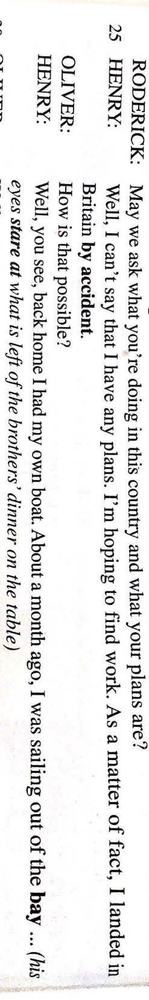 RODERICK: May we ask what you're doing in this country and what your plans are?
25 HENRY: Well, I can't say that I have any plans. I'm hoping to find work. As a matter of fact, I landed in
Britain by accident.
OLIVER: How is that possible?
HENRY: Well, you see, back home I had my own boat. About a month ago, I was sailing out of the bay ... (his
eyes stare at what is left of the brothers' dinner on the table)